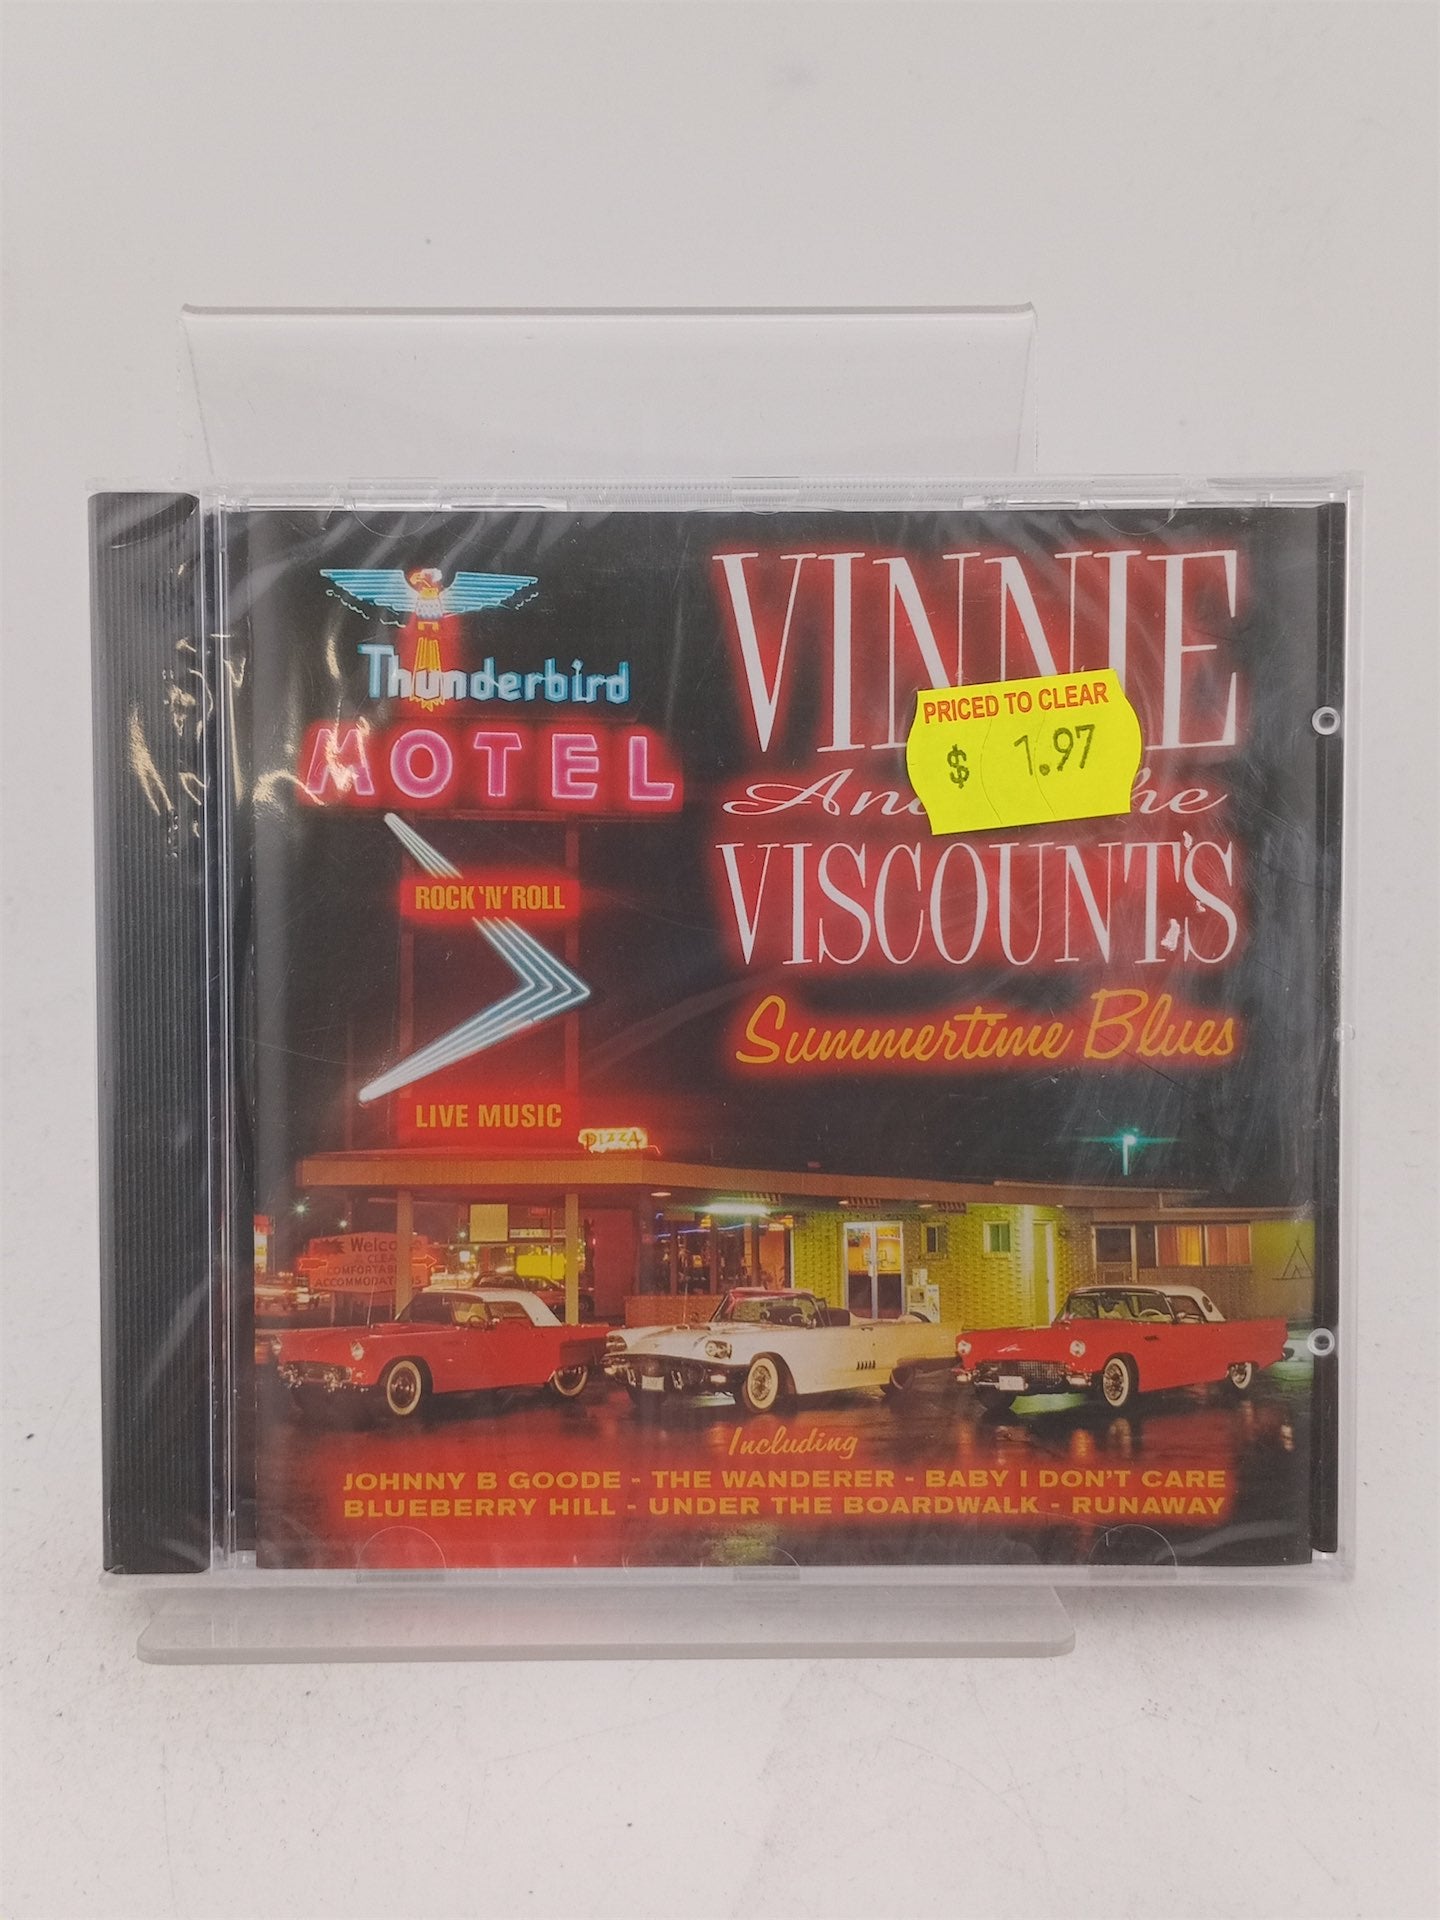 Thunderbird
MOTEL
ROCK 'N' ROLL
LIVE MUSIC
VINNIE
PRICED TO CLEAR
$ 1.97
VISCOUNTS
Summertime Blues
PIZZA
Including
JOHNNY B GOODE - THE WANDERER - BABY I DON'T CARE
BLUEBERRY HILL - UNDER THE BOARDWALK - RUNAWAY